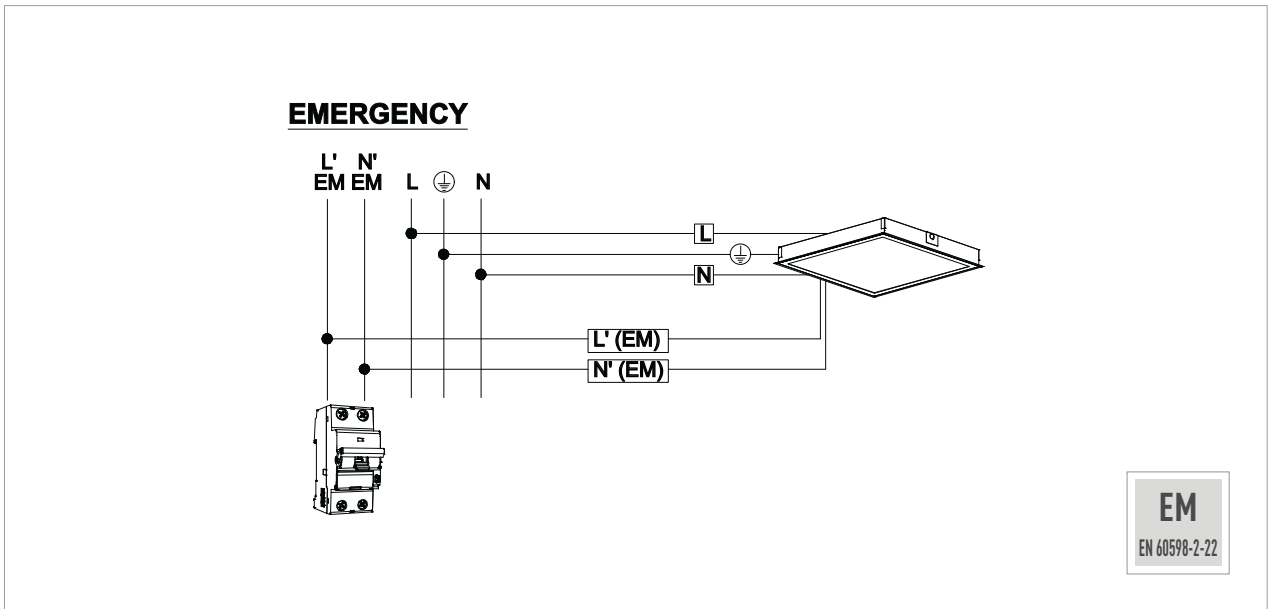 EMERGENCY
L' N'
EM EM L N
L
N
L' (EM)
N' (EM)
EM
EN 60598-2-22